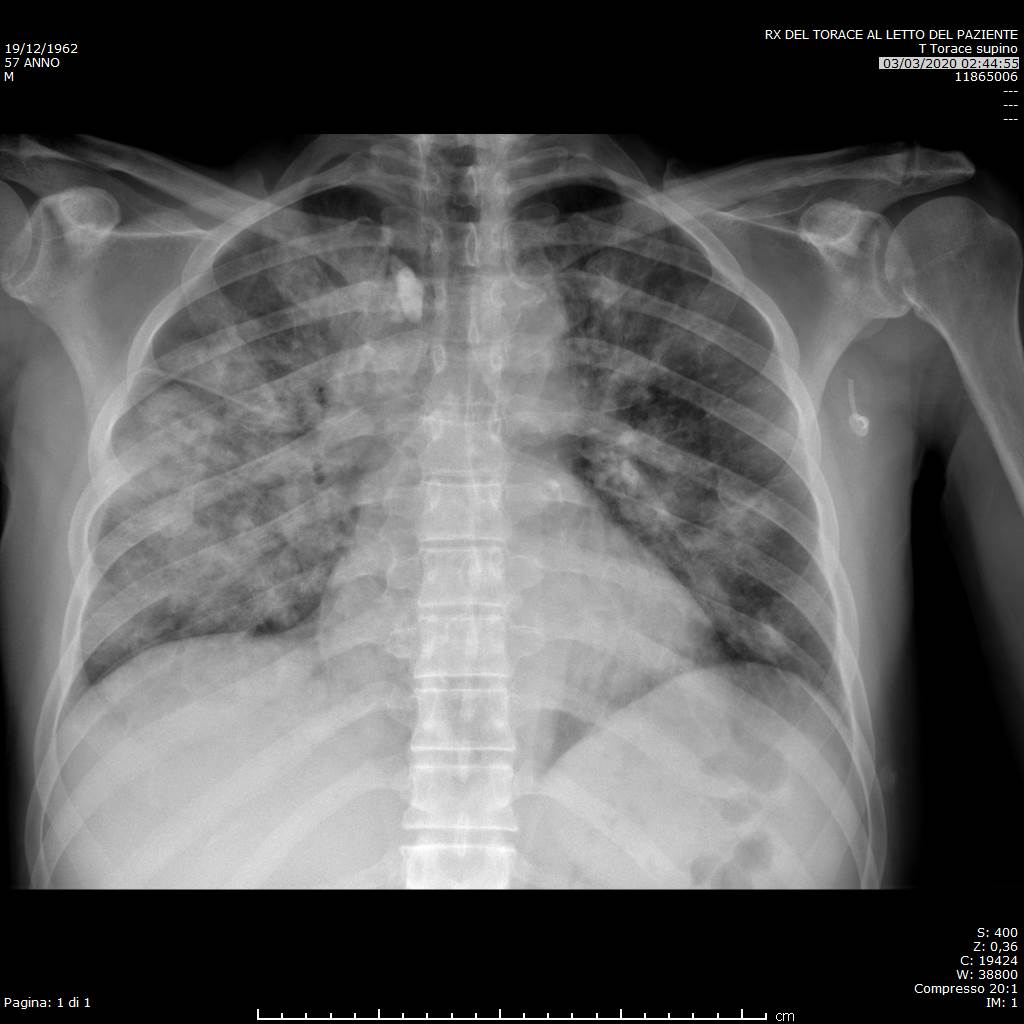 19/12/1962
57 ANNO
M
RX DEL TORACE AL LETTO DEL PAZIENTE
T Torace supino
03/03/2020 02:44:55
11865006
---
---
---
S: 400
Z: 0,36
C: 19424
W: 38800
Compresso 20:1
IM: 1
Pagina: 1 di 1
cm